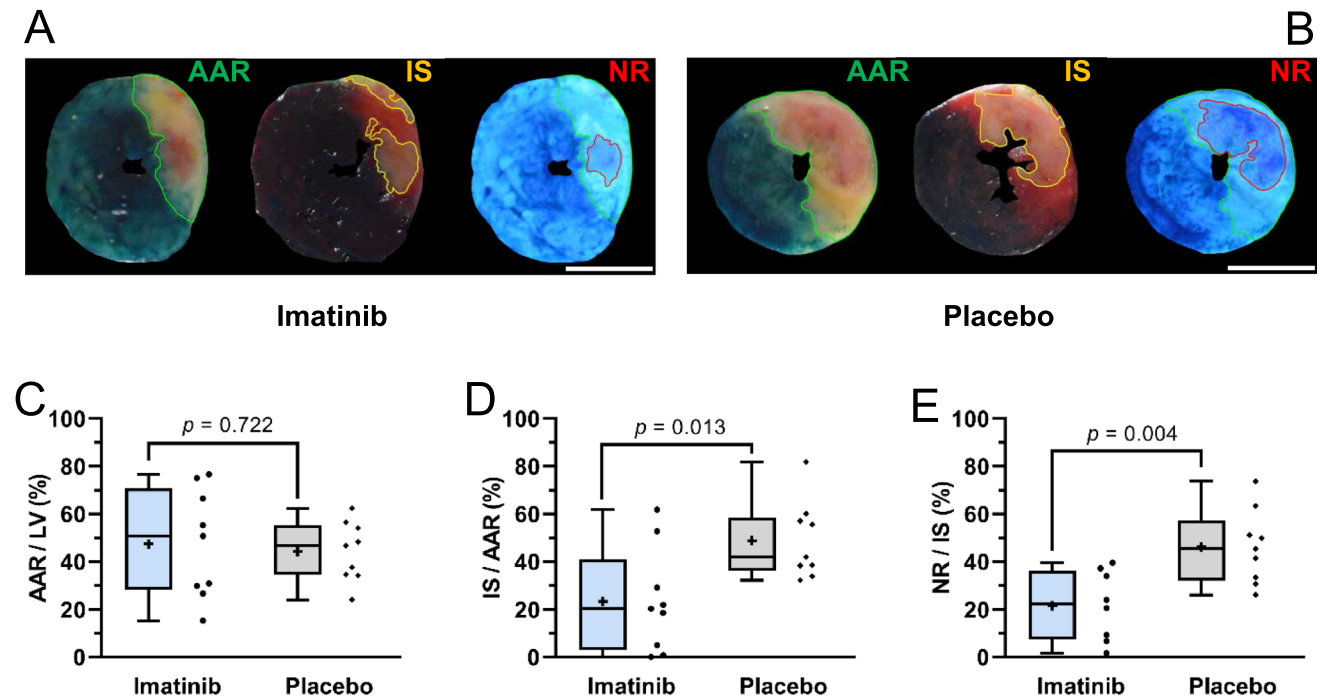 A
B
AAR
IS
NR
AAR
IS
NR
Imatinib
Placebo
C
D
E
100
80
60
40
20
0
AAR / LV (%)
p = 0.722
Imatinib
Placebo
100
80
60
40
20
0
IS / AAR (%)
p = 0.013
Imatinib
Placebo
100
80
60
40
20
0
NR / IS (%)
p = 0.004
Imatinib
Placebo